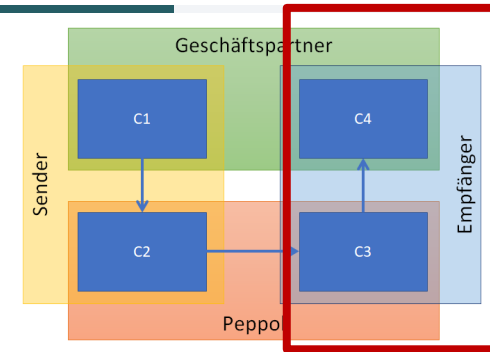 Geschäftspartner
C1
C4
Sender
Empfänger
C2
C3
Peppol